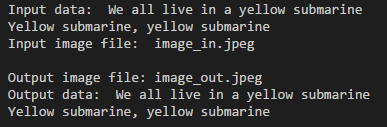 Input data:  We all live in a yellow submarine
Yellow submarine, yellow submarine
Input image file:  image_in.jpeg

Output image file: image_out.jpeg
Output data:  We all live in a yellow submarine
Yellow submarine, yellow submarine